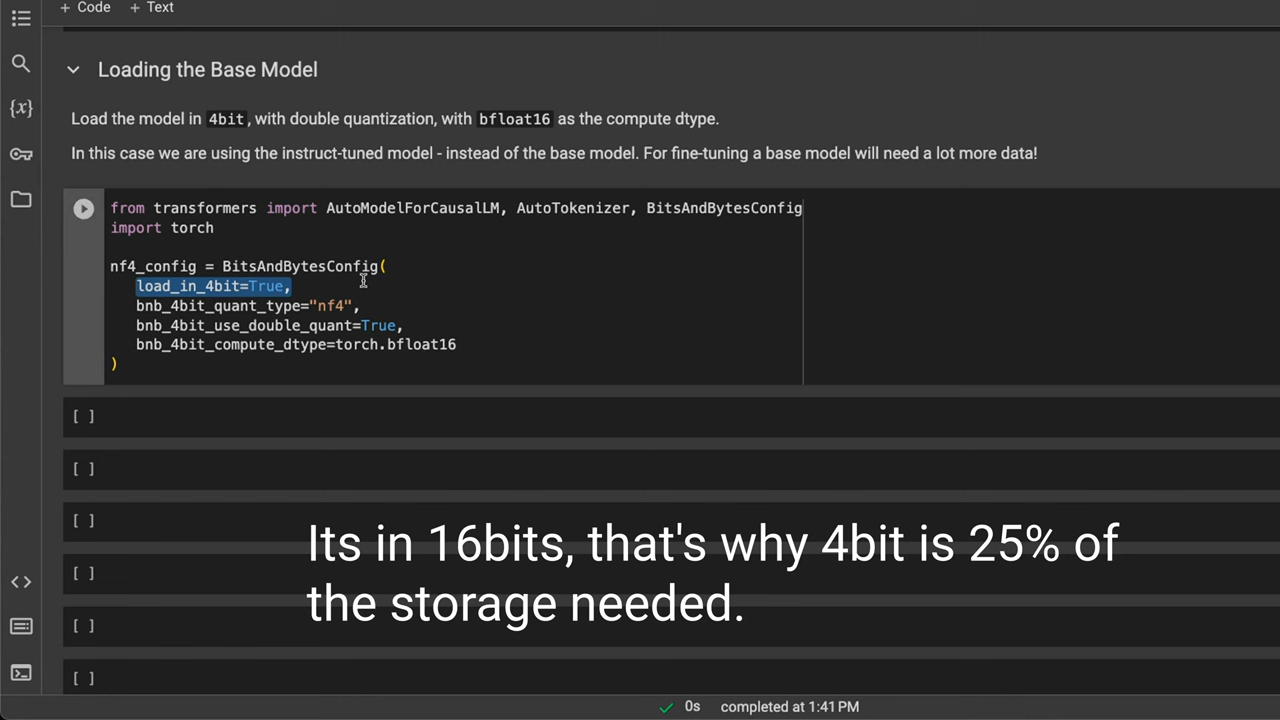 + Code + Text
Loading the Base Model
Load the model in 4bit, with double quantization, with bfloat16 as the compute dtype.
In this case we are using the instruct-tuned model - instead of the base model. For fine-tuning a base model will need a lot more data!
from transformers import AutoModelForCausalLM, AutoTokenizer, BitsAndBytesConfig
import torch
nf4_config = BitsAndBytesConfig(
load_in_4bit=True,
bnb_4bit_quant_type="nf4",
bnb_4bit_use_double_quant=True,
bnb_4bit_compute_dtype=torch.bfloat16
)
[ ]
[ ]
[ ]
[ ]
[ ]
[ ]
Its in 16bits, that's why 4bit is 25% of
the storage needed.
0s completed at 1:41 PM